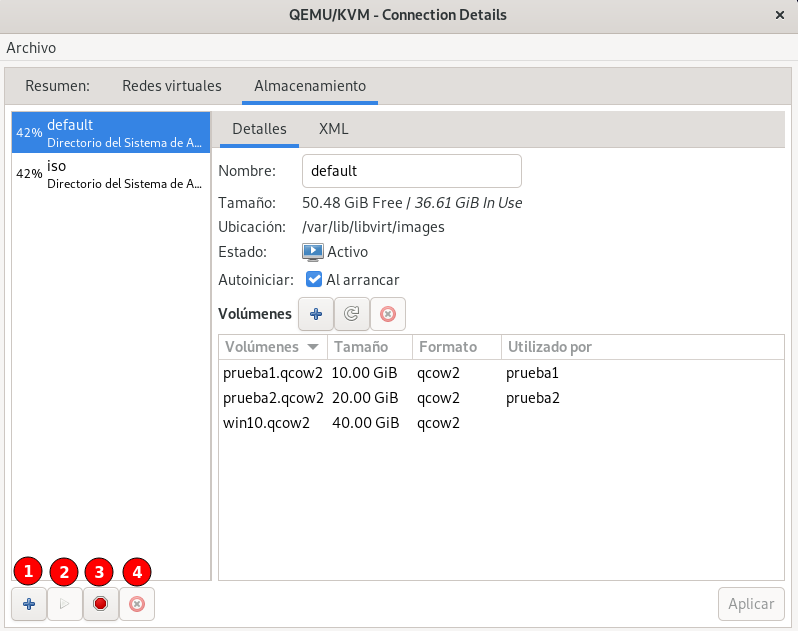 QEMU/KVM - Connection Details
Archivo
Resumen: Redes virtuales Almacenamiento
42% default
Directorio del Sistema de A...
42% iso
Directorio del Sistema de A...
Detalles XML
Nombre: default
Tamaño: 50.48 GiB Free / 36.61 GiB In Use
Ubicación: /var/lib/libvirt/images
Estado: Activo
Autoiniciar: Al arrancar
Volúmenes
Volúmenes Tamaño Formato Utilizado por
prueba1.qcow2 10.00 GiB qcow2 prueba1
prueba2.qcow2 20.00 GiB qcow2 prueba2
win10.qcow2 40.00 GiB qcow2
1 2 3 4
Aplicar